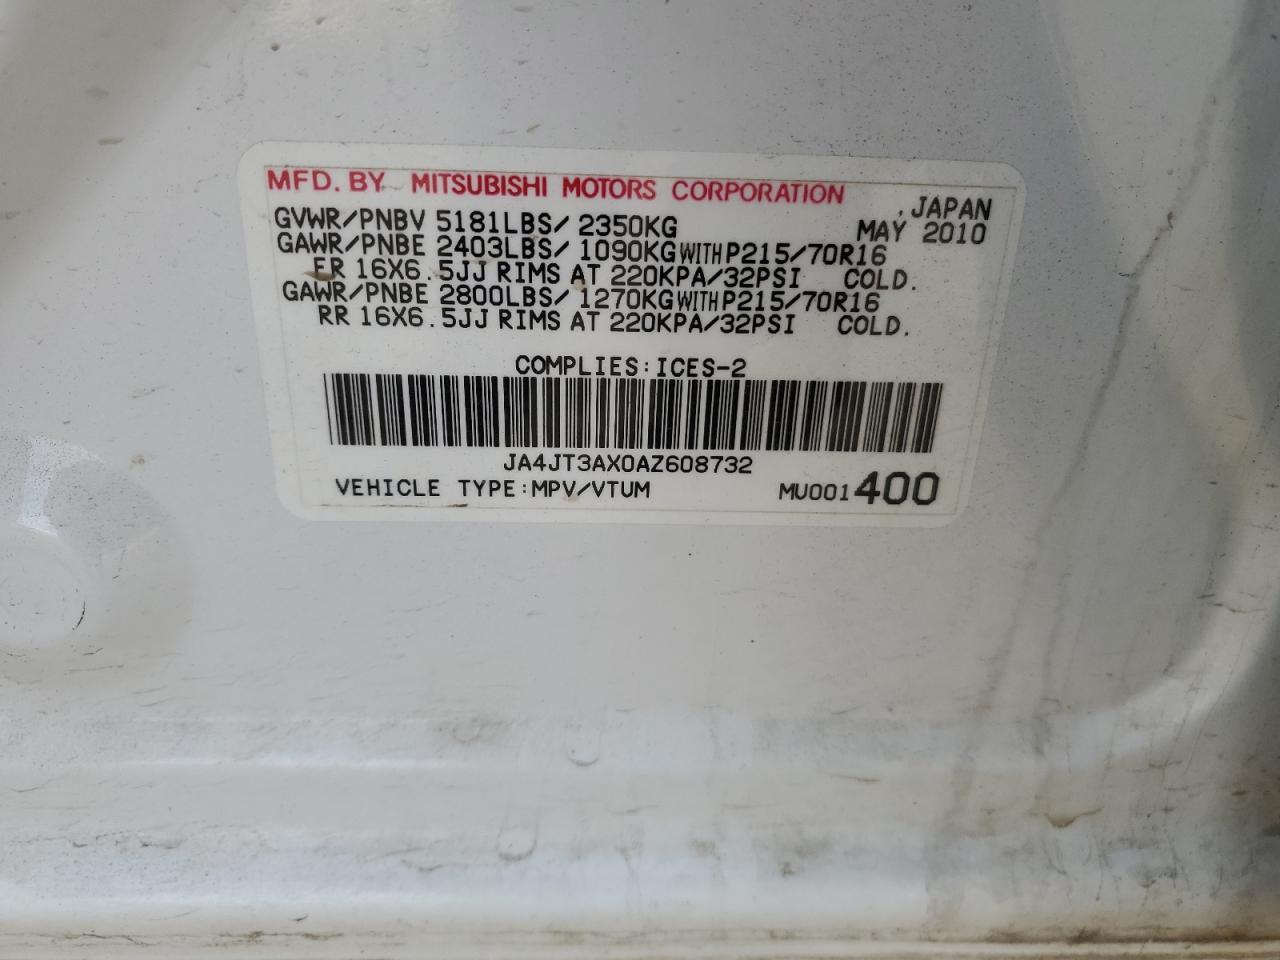 MFD. BY MITSUBISHI MOTORS CORPORATION
, JAPAN
GVWR/PNBV 5181LBS/ 2350KG MAY 2010
GAWR/PNBE 2403LBS/ 1090KG WITH P215/70R16
FR 16X6.5JJ RIMS AT 220KPA/32PSI COLD.
GAWR/PNBE 2800LBS/ 1270KG WITH P215/70R16
RR 16X6.5JJ RIMS AT 220KPA/32PSI COLD.
COMPLIES:ICES-2
JA4JT3AX0AZ608732
VEHICLE TYPE:MPV/VTUM MU001400